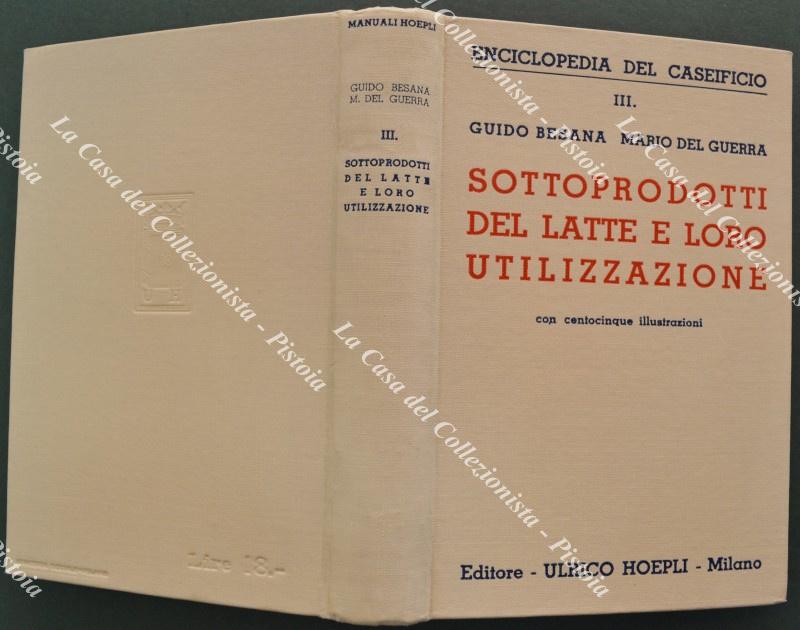 MANUALI HOEPLI
GUIDO BESANA
M. DEL GUERRA
III.
SOTTOPRODOTTI
DEL LATTE
E LORO
UTILIZZAZIONE
ENCICLOPEDIA DEL CASEIFICIO
III.
GUIDO BESANA MARIO DEL GUERRA
SOTTOPRODOTTI
DEL LATTE E LORO
UTILIZZAZIONE
con centocinque illustrazioni
Editore - ULRICO HOEPLI - Milano
Lire 18.-
U H
La Casa del Collezionista - Pistoia
La Casa del Collezionista - Pistoia
La Casa del Collezionista - Pistoia
Pistoia